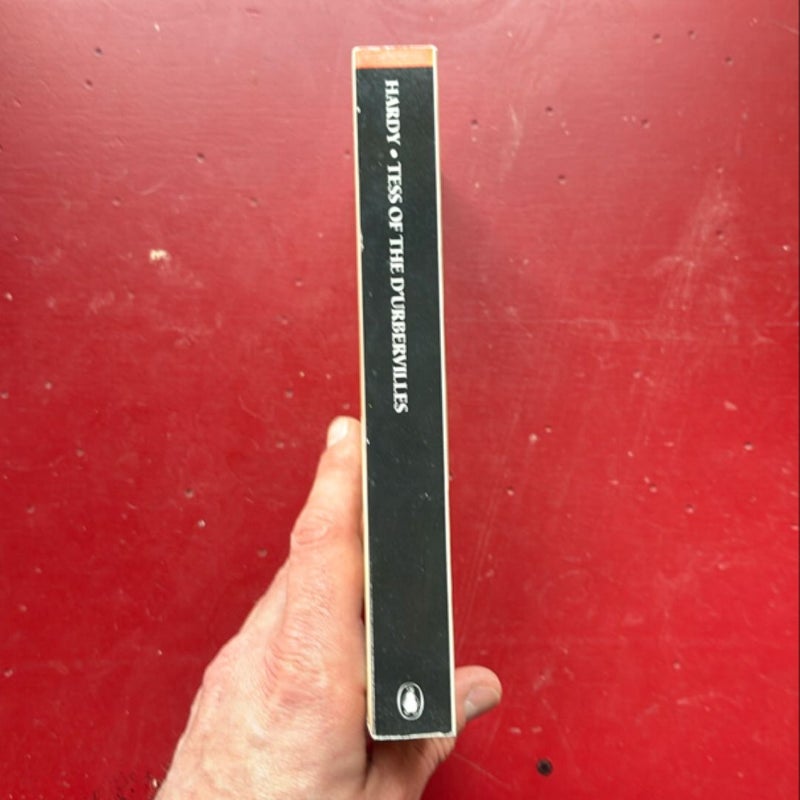 HARDY • TESS OF THE D'URBERVILLES